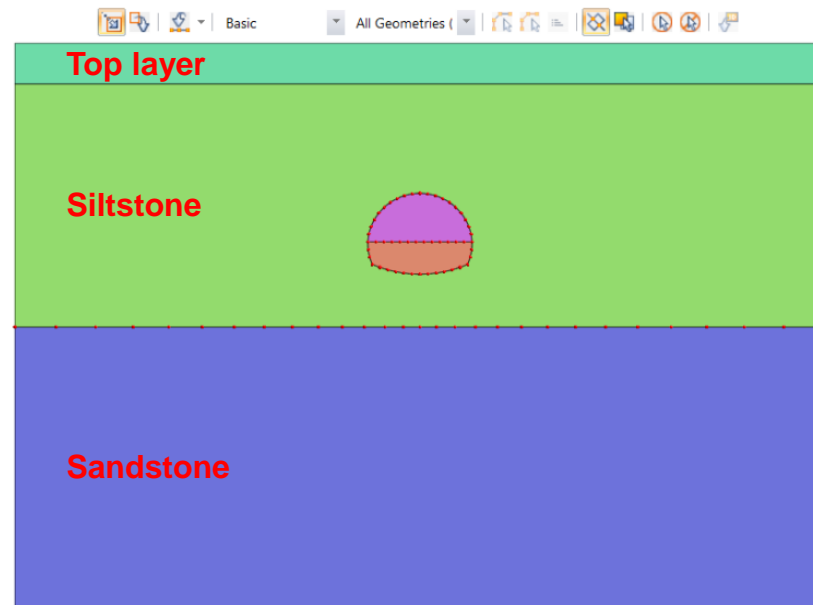 Basic
All Geometries (
Top layer
Siltstone
Sandstone